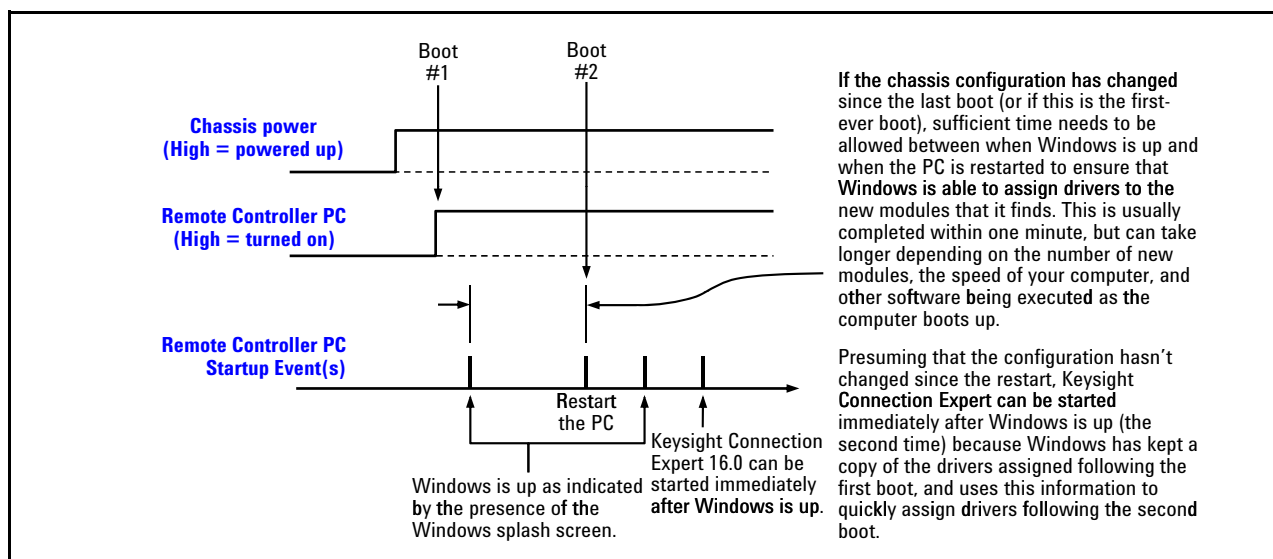 Boot
#1
Boot
#2
Chassis power
(High = powered up)
Remote Controller PC
(High = turned on)
Remote Controller PC
Startup Event(s)
Restart
the PC
Windows is up as indicated
by the presence of the
Windows splash screen.
Keysight Connection
Expert 16.0 can be
started immediately
after Windows is up.
If the chassis configuration has changed
since the last boot (or if this is the first-
ever boot), sufficient time needs to be
allowed between when Windows is up and
when the PC is restarted to ensure that
Windows is able to assign drivers to the
new modules that it finds. This is usually
completed within one minute, but can take
longer depending on the number of new
modules, the speed of your computer, and
other software being executed as the
computer boots up.
Presuming that the configuration hasn’t
changed since the restart, Keysight
Connection Expert can be started
immediately after Windows is up (the
second time) because Windows has kept a
copy of the drivers assigned following the
first boot, and uses this information to
quickly assign drivers following the second
boot.